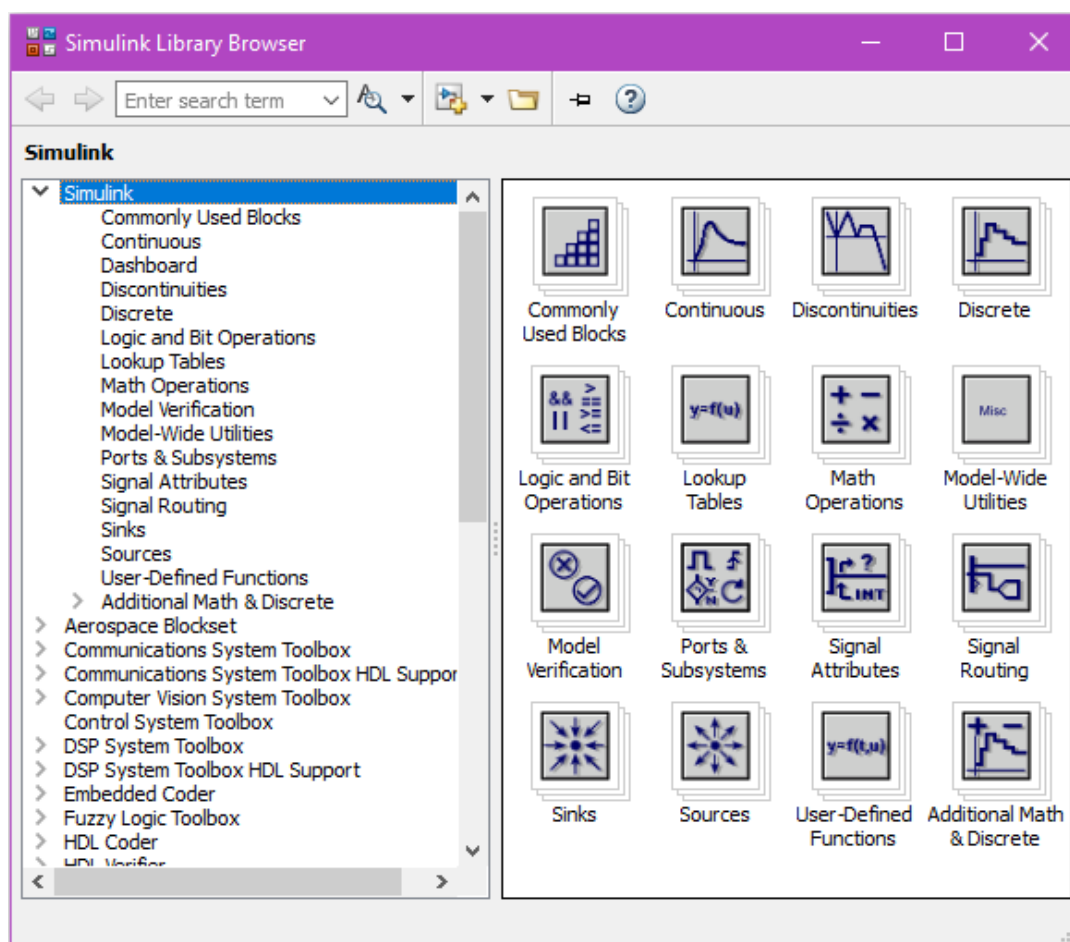 Simulink Library Browser
Enter search term
Simulink
Simulink
Commonly Used Blocks
Continuous
Dashboard
Discontinuities
Discrete
Logic and Bit Operations
Lookup Tables
Math Operations
Model Verification
Model-Wide Utilities
Ports & Subsystems
Signal Attributes
Signal Routing
Sinks
Sources
User-Defined Functions
Additional Math & Discrete
Aerospace Blockset
Communications System Toolbox
Communications System Toolbox HDL Suppor
Computer Vision System Toolbox
Control System Toolbox
DSP System Toolbox
DSP System Toolbox HDL Support
Embedded Coder
Fuzzy Logic Toolbox
HDL Coder
HDL Verifier
Commonly
Used Blocks
Continuous
Discontinuities
Discrete
&& > == >= <= ||
Logic and Bit
Operations
y=f(u)
Lookup
Tables
+ − ÷ ×
Math
Operations
Misc
Model-Wide
Utilities
Model
Verification
Y
N
Ports &
Subsystems
?
INT
Signal
Attributes
Signal
Routing
Sinks
Sources
y=f(t,u)
User-Defined
Functions
+ −
Additional Math
& Discrete